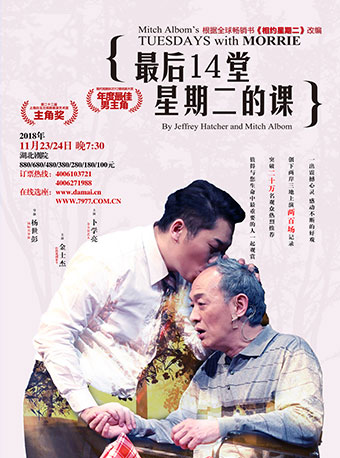 Mitch Albom's 根据全球畅销书《相约星期二》改编
TUESDAYS with MORRIE
最后14堂
星期二的课
By Jeffrey Hatcher and Mitch Albom
主角奖
年度最佳
男主角
2018年
11月23/24日 晚7:30
湖北剧院
880/680/480/380/280/180/100元
订票热线：4006103721
4006271988
在线选座：www.damai.cn
www.7977.COM.CN
一出震撼心灵 感动不断的好戏
创下两岸三地上演两百场记录
突破二十万名观众热烈推荐
值得与您生命中最重要的人一起观赏
卜学亮
主演 金士杰
导演 杨世彭